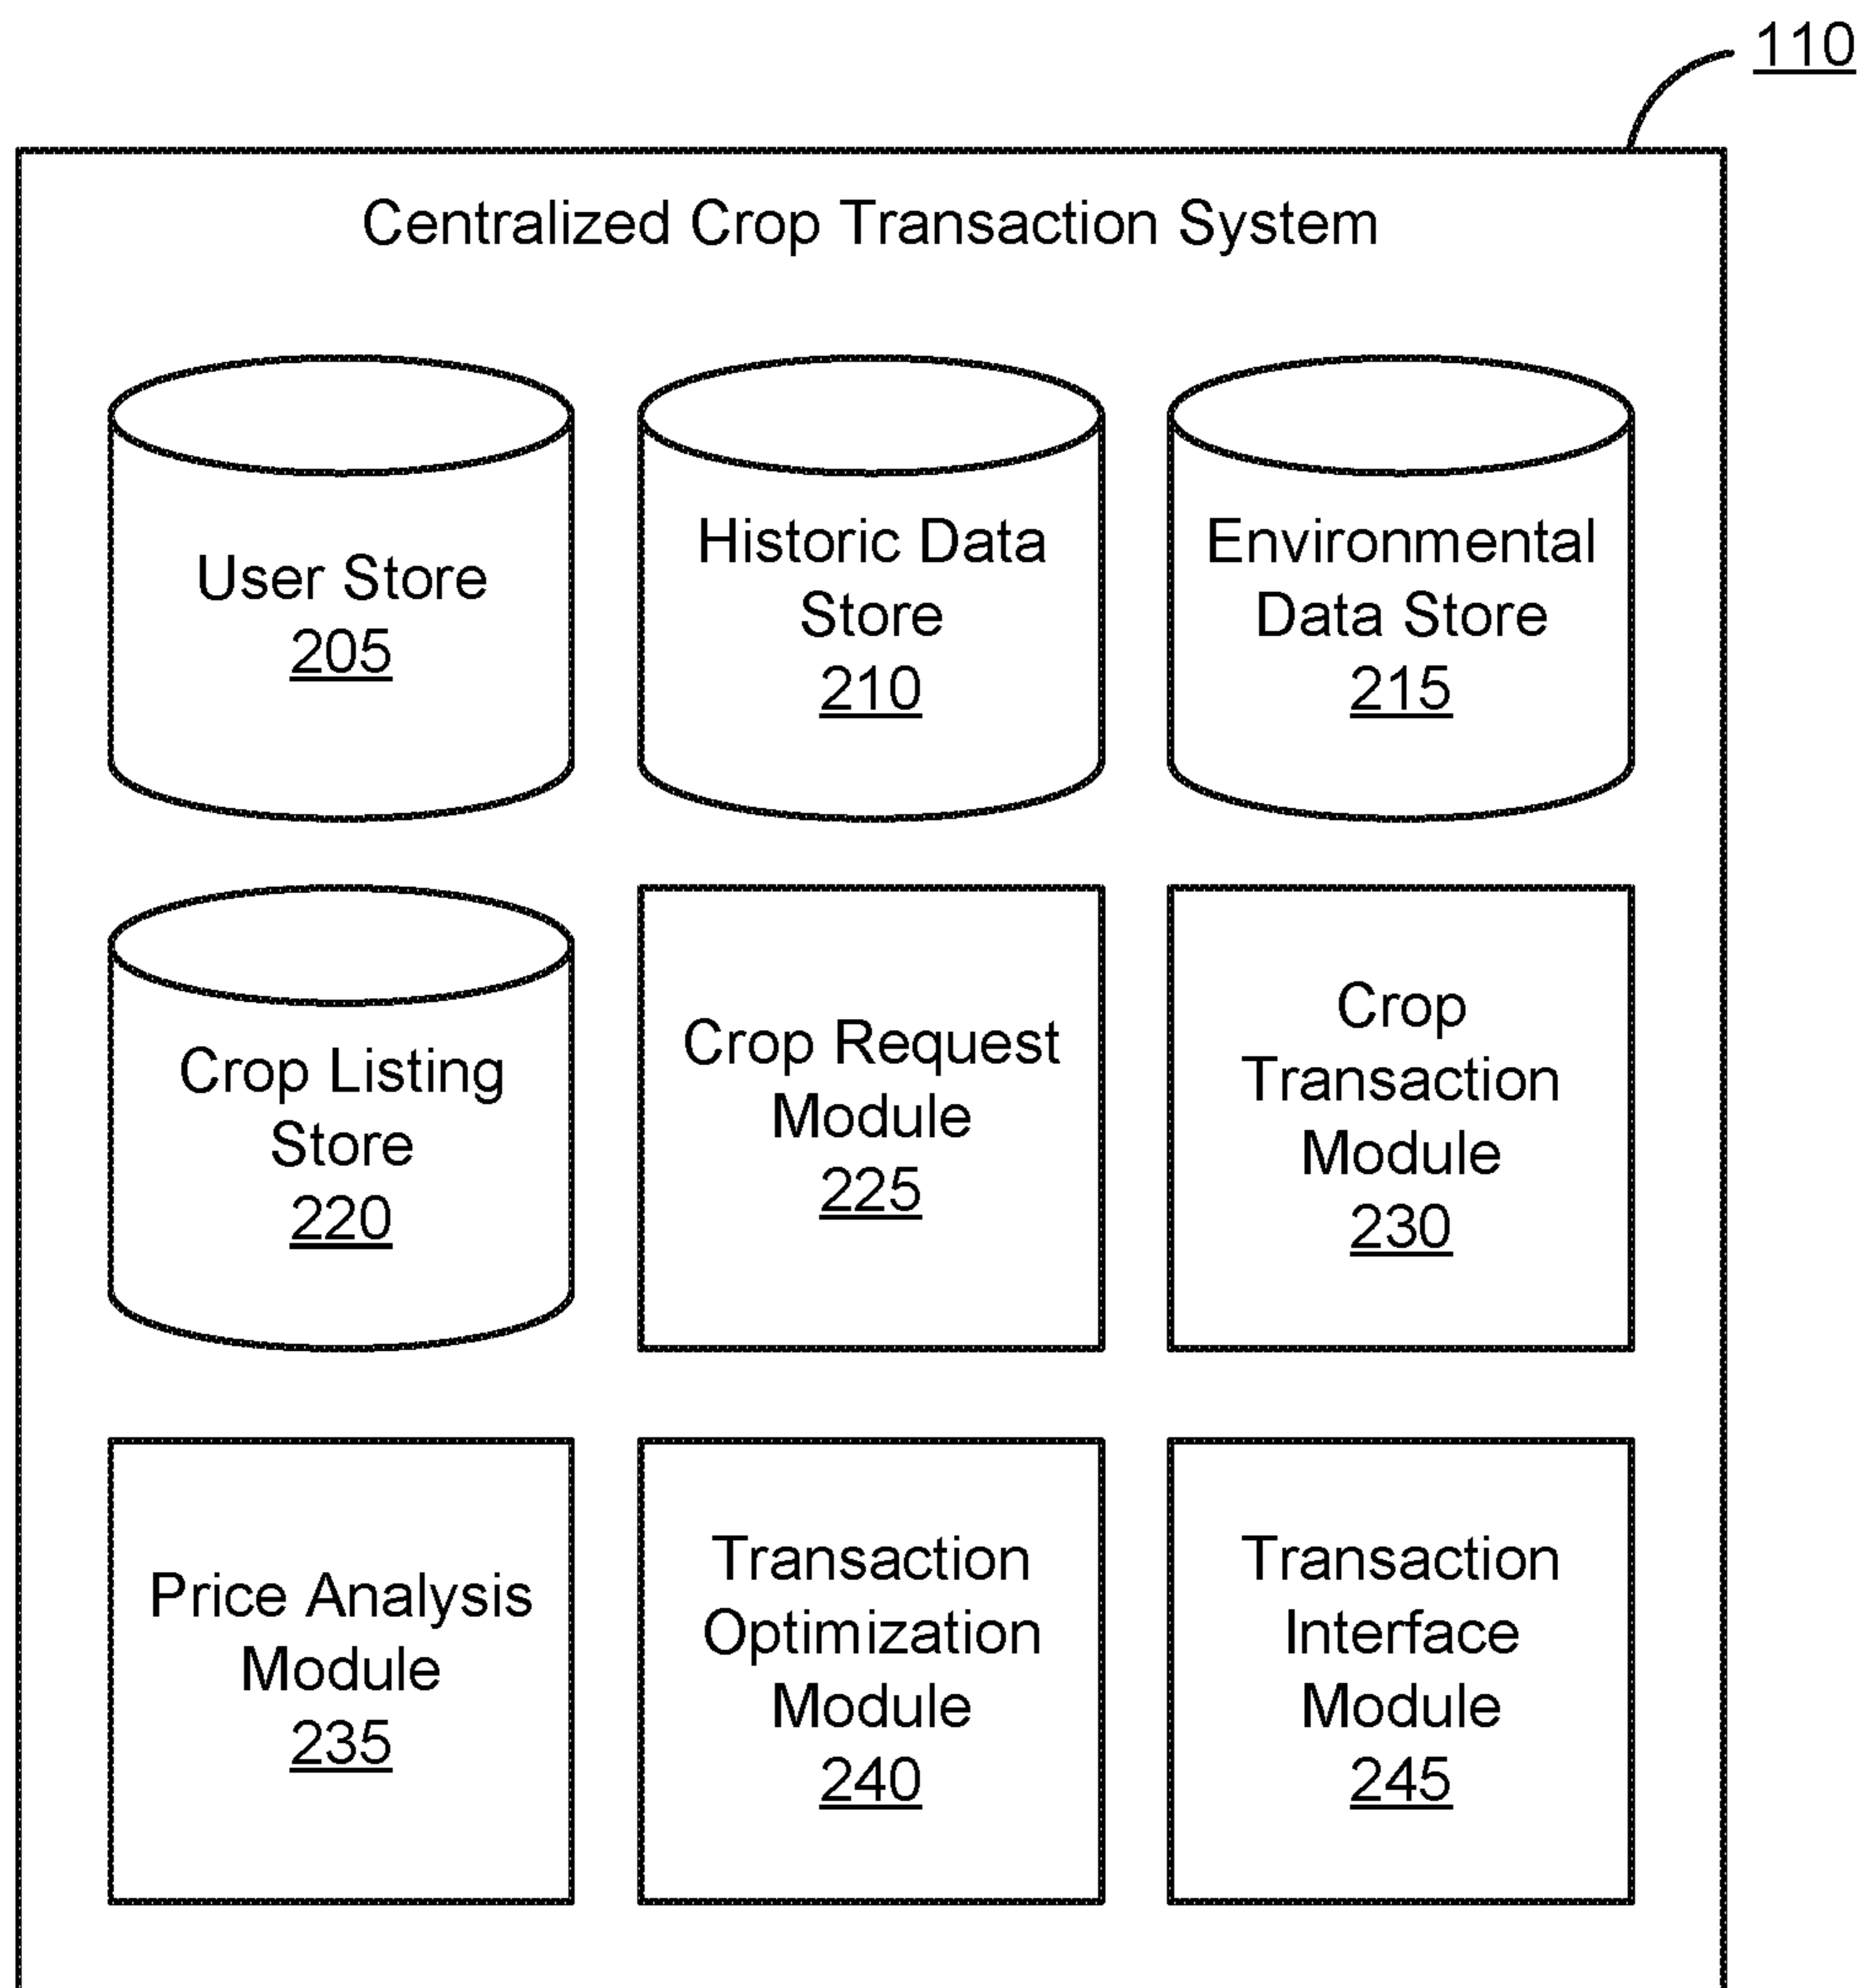 110
Centralized Crop Transaction System
User Store
205
Historic Data
Store
210
Environmental
Data Store
215
Crop Listing
Store
220
Crop Request
Module
225
Crop
Transaction
Module
230
Price Analysis
Module
235
Transaction
Optimization
Module
240
Transaction
Interface
Module
245